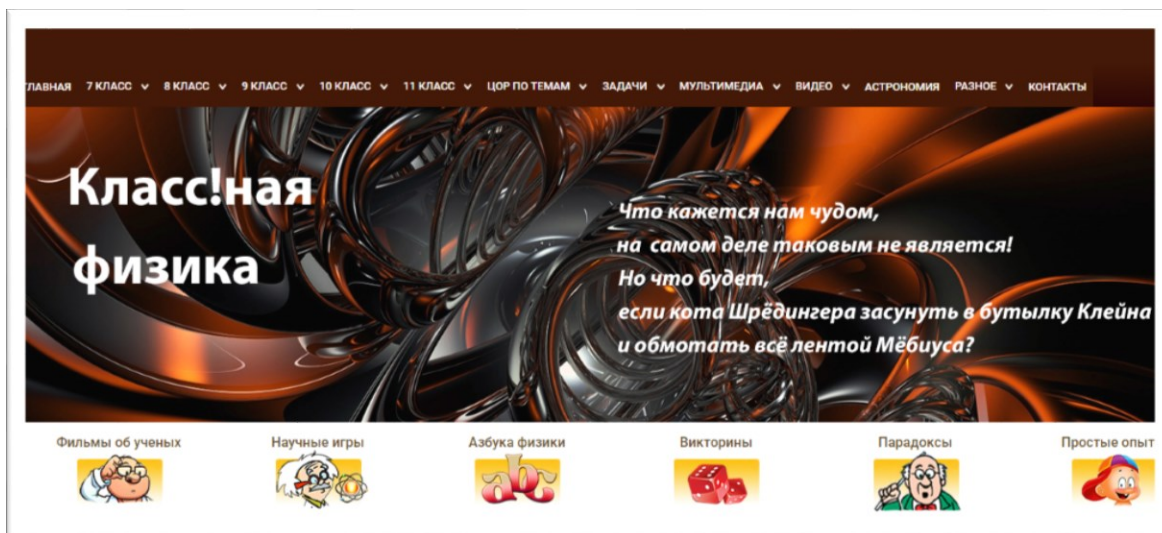 ГЛАВНАЯ 7 КЛАСС 8 КЛАСС 9 КЛАСС 10 КЛАСС 11 КЛАСС ЦОР ПО ТЕМАМ ЗАДАЧИ МУЛЬТИМЕДИА ВИДЕО АСТРОНОМИЯ РАЗНОЕ КОНТАКТЫ
Класс!ная
физика
Что кажется нам чудом,
на самом деле таковым не является!
Но что будет,
если кота Шрёдингера засунуть в бутылку Клейна
и обмотать всё лентой Мёбиуса?
Фильмы об ученых Научные игры Азбука физики Викторины Парадоксы Простые опыт
abc